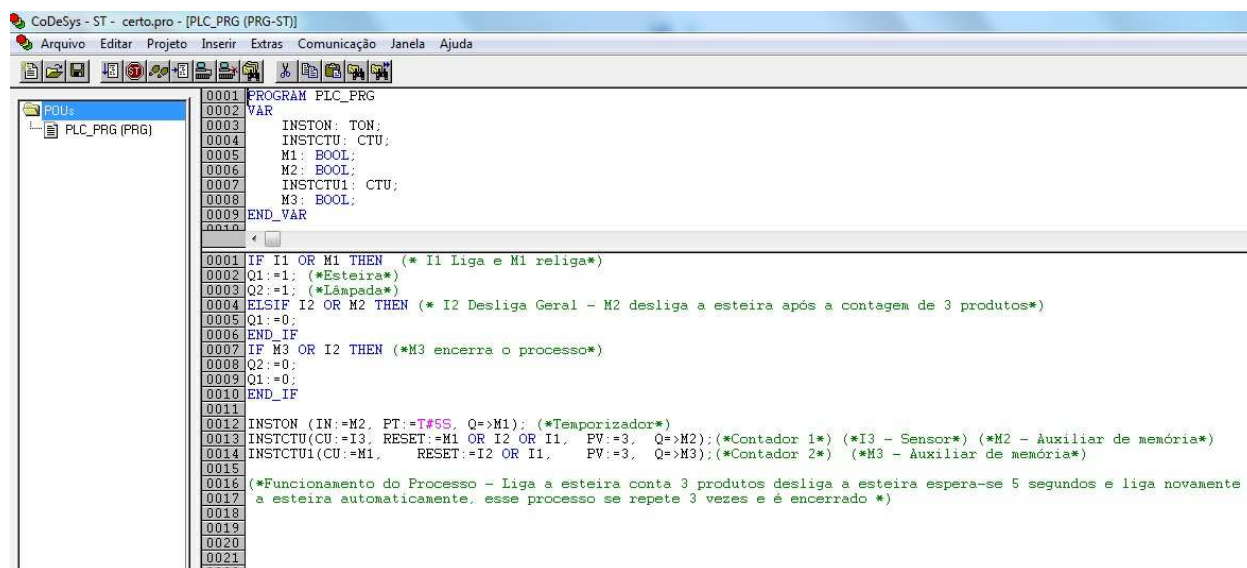 CoDeSys - ST - certo.pro - [PLC_PRG (PRG-ST)]
Arquivo Editar Projeto Inserir Extras Comunicação Janela Ajuda
POUs
PLC_PRG (PRG)
0001 PROGRAM PLC_PRG
0002 VAR
0003 INSTON: TON;
0004 INSTCTU: CTU;
0005 M1: BOOL;
0006 M2: BOOL;
0007 INSTCTU1: CTU;
0008 M3: BOOL;
0009 END_VAR
0010
0001 IF I1 OR M1 THEN (* I1 Liga e M1 religa*)
0002 Q1:=1; (*Esteira*)
0003 Q2:=1; (*Lâmpada*)
0004 ELSIF I2 OR M2 THEN (* I2 Desliga Geral - M2 desliga a esteira após a contagem de 3 produtos*)
0005 Q1:=0;
0006 END_IF
0007 IF M3 OR I2 THEN (*M3 encerra o processo*)
0008 Q2:=0;
0009 Q1:=0;
0010 END_IF
0011
0012 INSTON (IN:=M2, PT:=T#5S, Q=>M1); (*Temporizador*)
0013 INSTCTU(CU:=I3, RESET:=M1 OR I2 OR I1, PV:=3, Q=>M2);(*Contador 1*) (*I3 - Sensor*) (*M2 - Auxiliar de memória*)
0014 INSTCTU1(CU:=M1, RESET:=I2 OR I1, PV:=3, Q=>M3);(*Contador 2*) (*M3 - Auxiliar de memória*)
0015
0016 (*Funcionamento do Processo - Liga a esteira conta 3 produtos desliga a esteira espera-se 5 segundos e liga novamente
0017 a esteira automaticamente, esse processo se repete 3 vezes e é encerrado *)
0018
0019
0020
0021